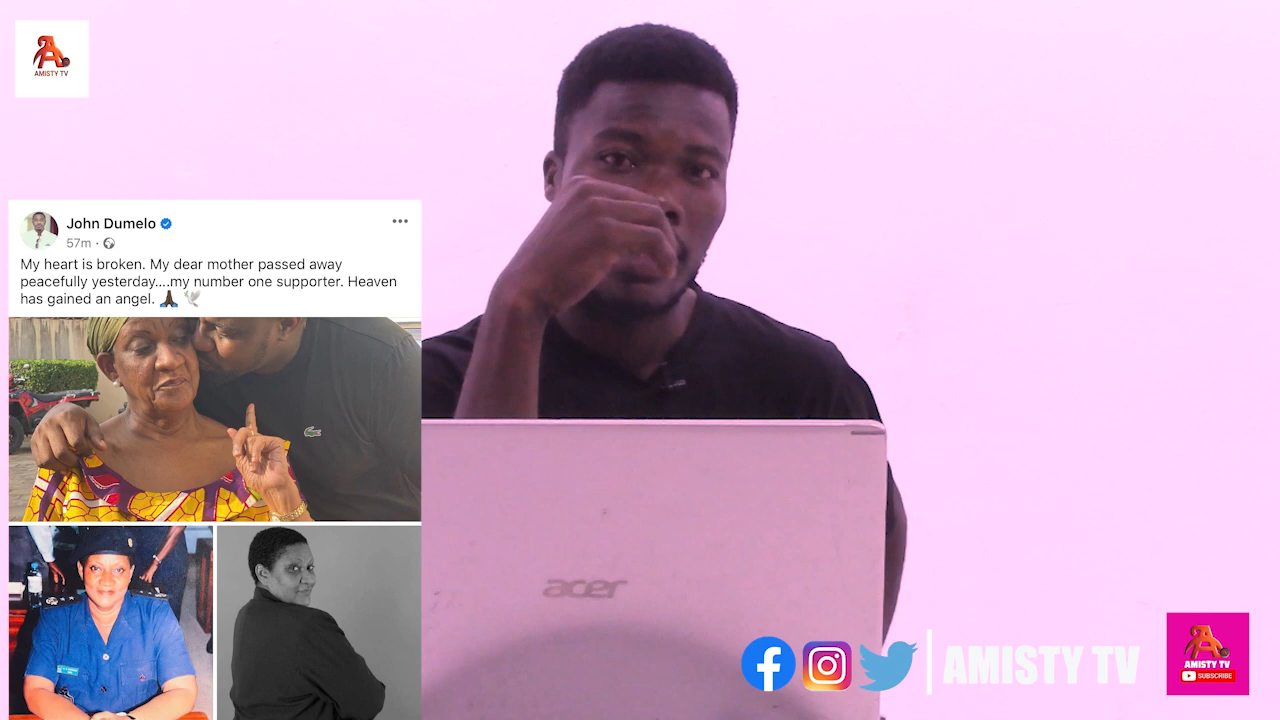 AMISTY TV
John Dumelo
57m
My heart is broken. My dear mother passed away
peacefully yesterday....my number one supporter. Heaven
has gained an angel. 🙏🏿 🕊️
acer
AMISTY TV
AMISTY TV
SUBSCRIBE